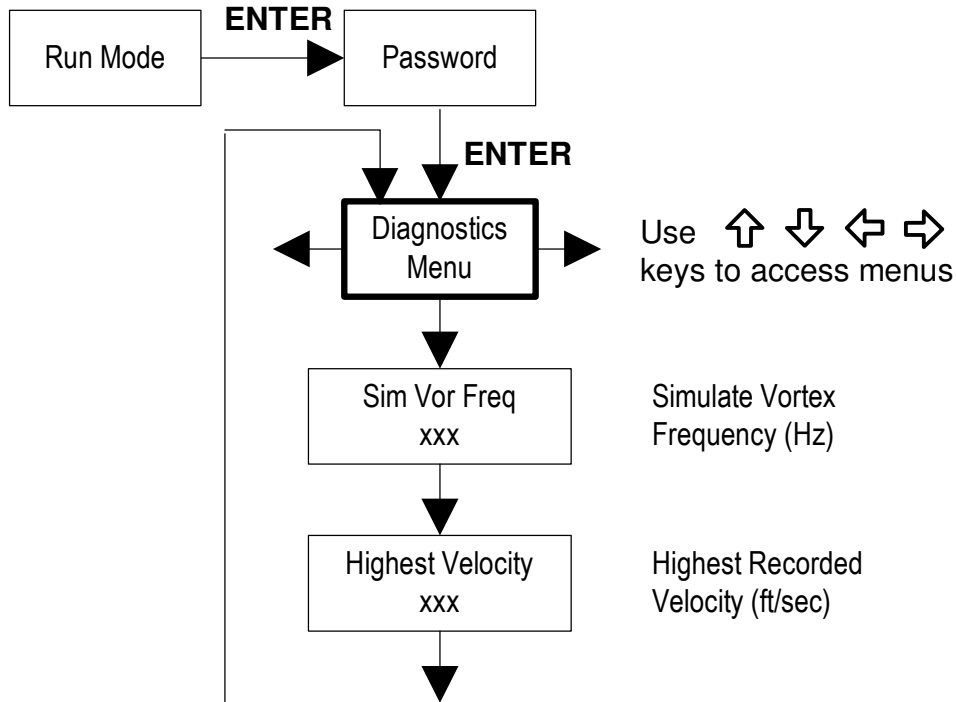 ENTER
Run Mode
Password
ENTER
Diagnostics
Menu
Use
keys to access menus
Sim Vor Freq
xxx
Simulate Vortex
Frequency (Hz)
Highest Velocity
xxx
Highest Recorded
Velocity (ft/sec)